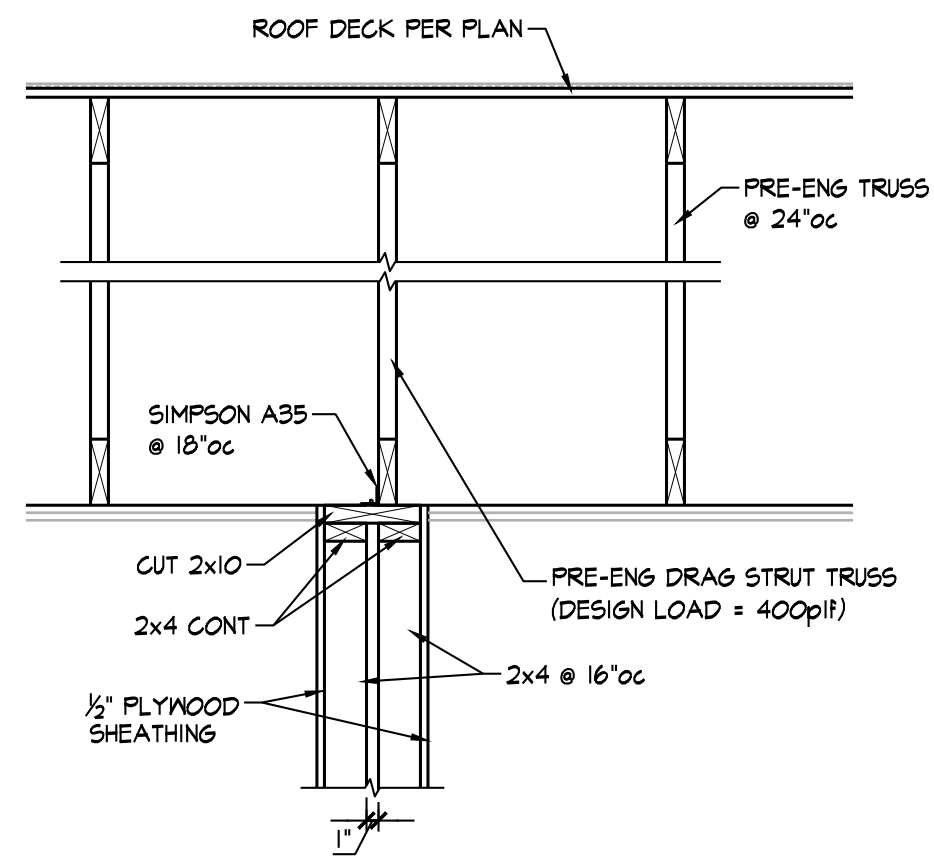 ROOF DECK PER PLAN
PRE-ENG TRUSS
@ 24"oc
SIMPSON A35
@ 18"oc
CUT 2x10
PRE-ENG DRAG STRUT TRUSS
(DESIGN LOAD = 400plf)
2x4 CONT
2x4 @ 16"oc
½" PLYWOOD
SHEATHING
1"